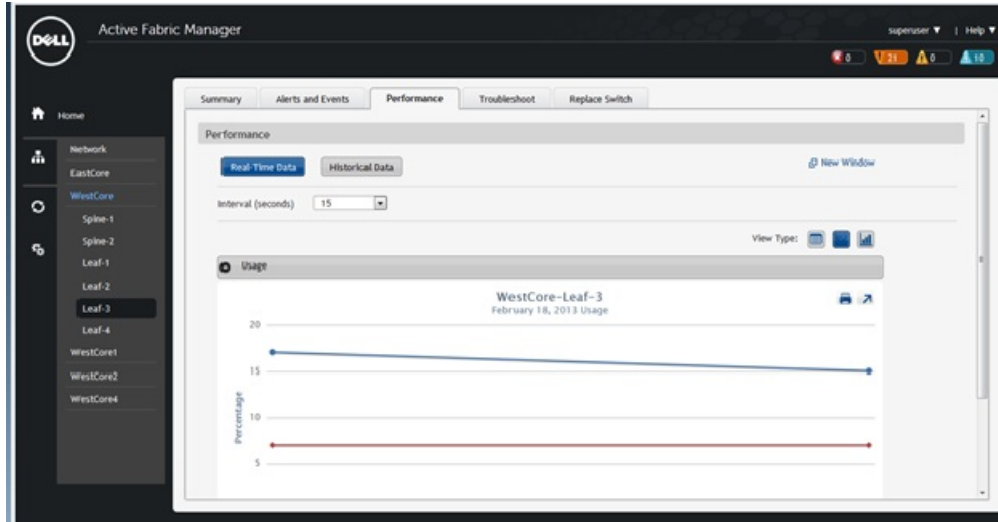 DELL
Active Fabric Manager
superuser ▼ | Help ▼
0 21 0 10
Summary Alerts and Events Performance Troubleshoot Replace Switch
Home
Network
EastCore
WestCore
Spine-1
Spine-2
Leaf-1
Leaf-2
Leaf-3
Leaf-4
WestCore1
WestCore2
WestCore4
Performance
Real-Time Data Historical Data
New Window
Interval (seconds) 15
View Type:
Usage
WestCore-Leaf-3
February 18, 2013 Usage
Percentage
20
15
10
5